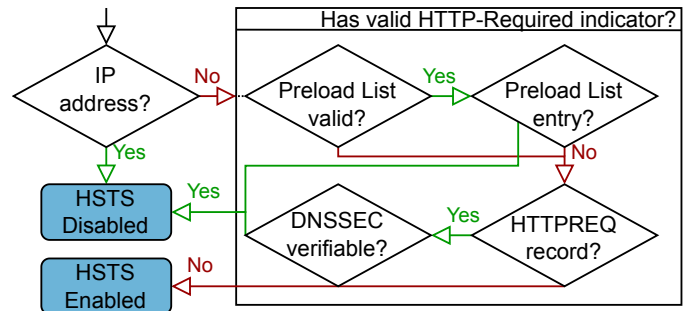 Has valid HTTP-Required indicator?
IP
address?
No
Preload List
valid?
Yes
Preload List
entry?
Yes
No
HSTS
Disabled
Yes
DNSSEC
verifiable?
Yes
HTTPREQ
record?
HSTS
Enabled
No